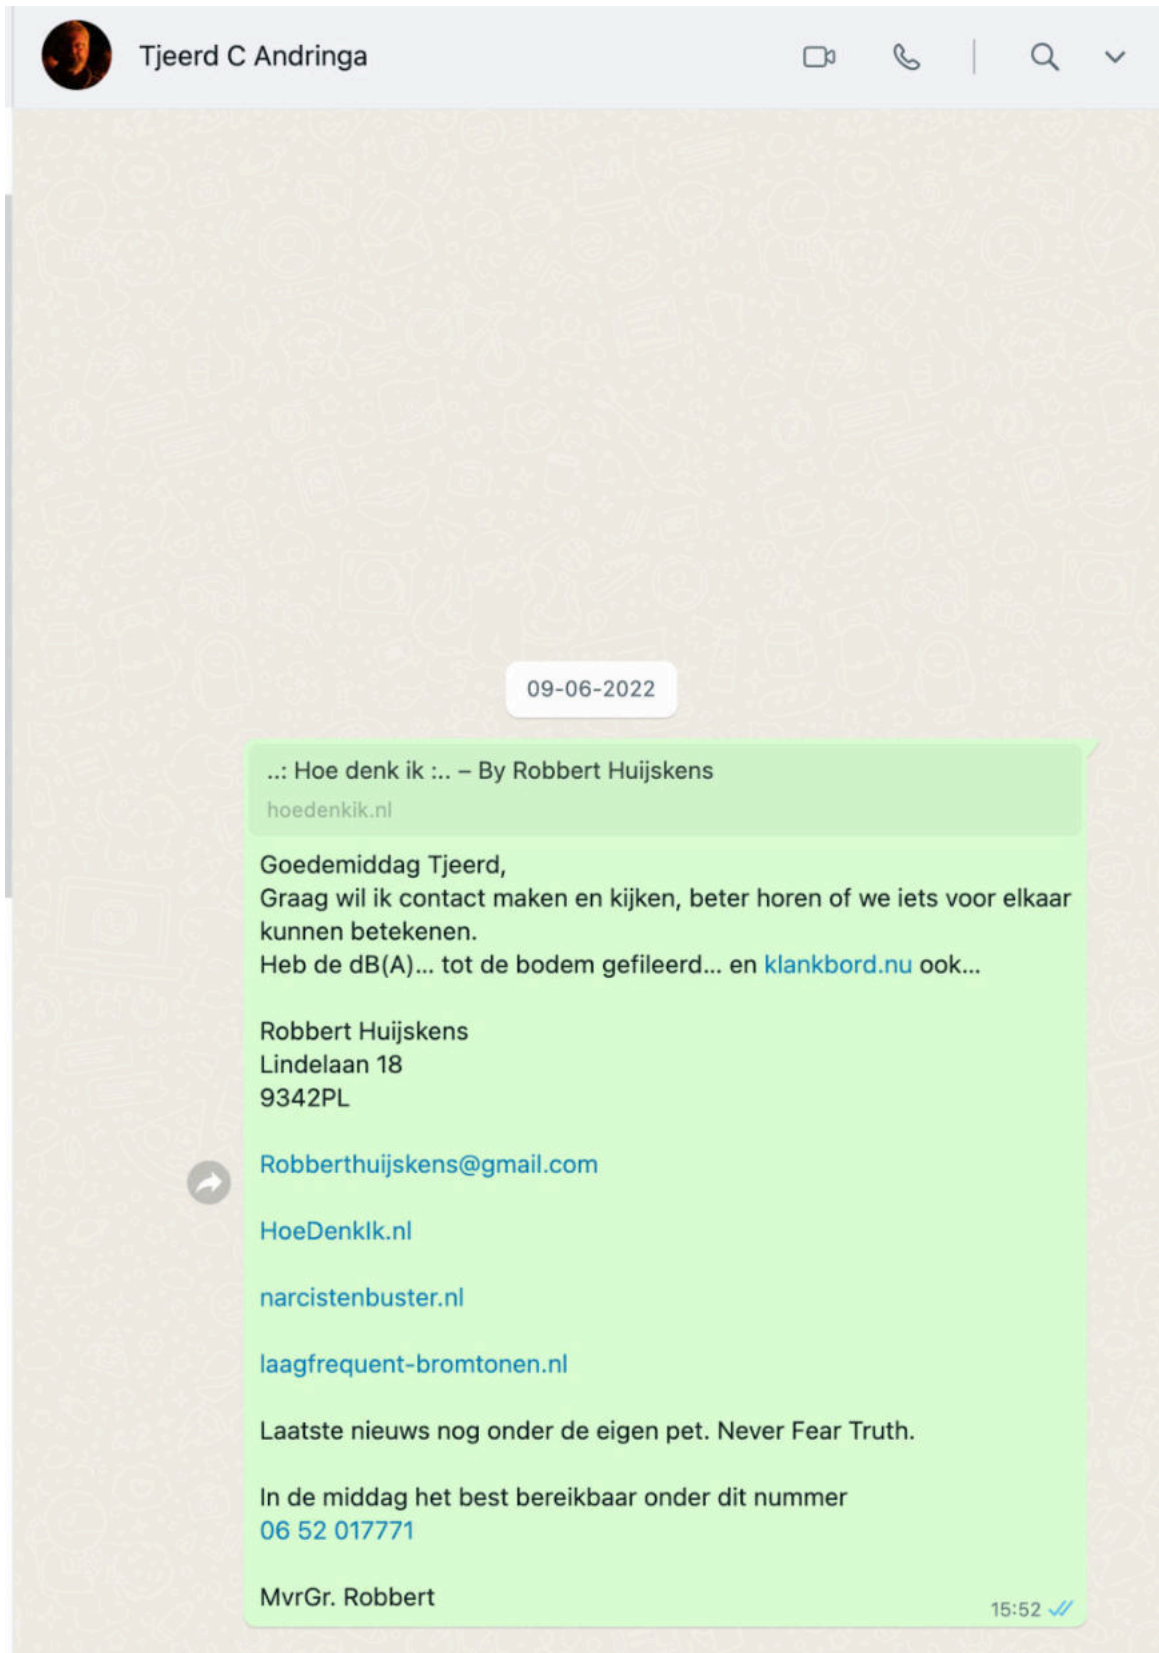 Tjeerd C Andringa
09-06-2022
..: Hoe denk ik :.. – By Robbert Huijskens
hoedenkik.nl
Goedemiddag Tjeerd,
Graag wil ik contact maken en kijken, beter horen of we iets voor elkaar
kunnen betekenen.
Heb de dB(A)... tot de bodem gefileerd... en klankbord.nu ook...
Robbert Huijskens
Lindelaan 18
9342PL
Robberthuijskens@gmail.com
HoeDenkIk.nl
narcistenbuster.nl
laagfrequent-bromtonen.nl
Laatste nieuws nog onder de eigen pet. Never Fear Truth.
In de middag het best bereikbaar onder dit nummer
06 52 017771
MvrGr. Robbert
15:52